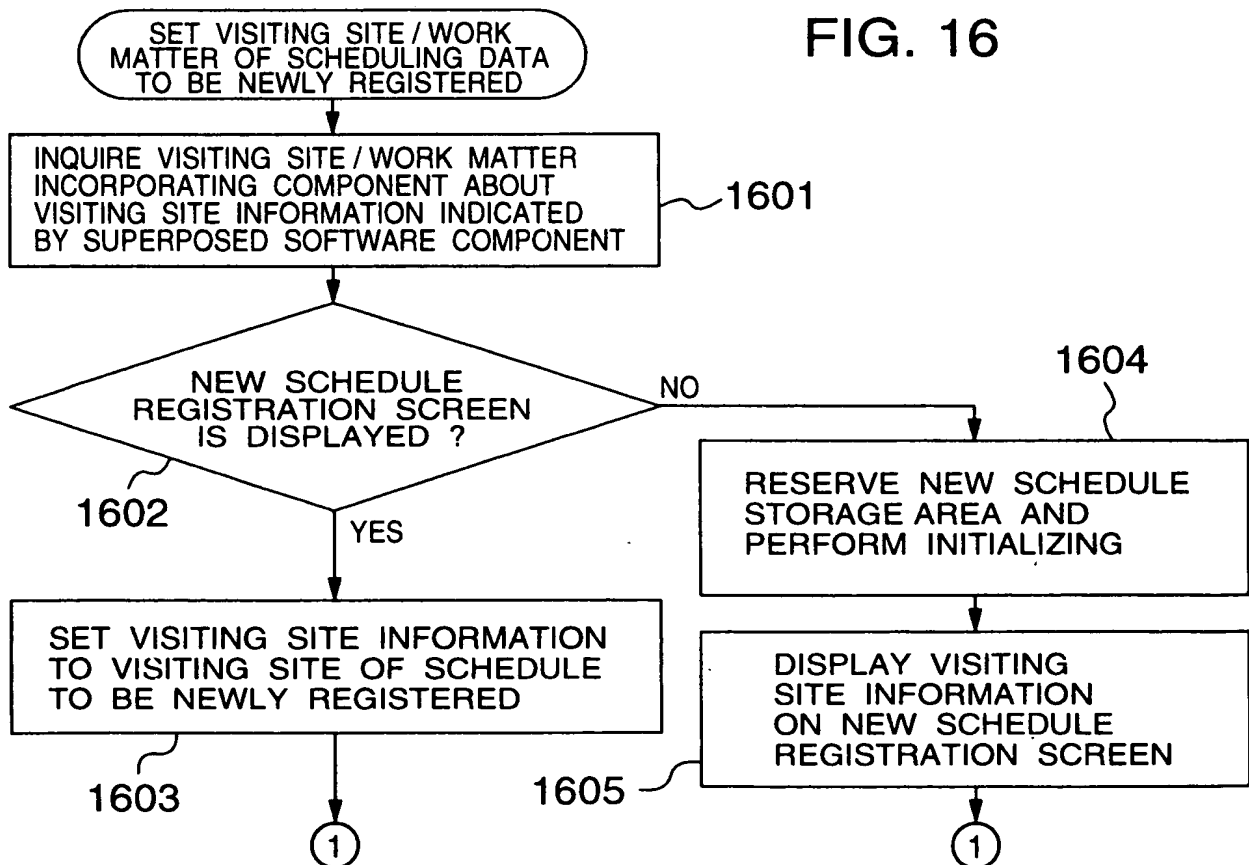 FIG. 16
SET VISITING SITE / WORK
MATTER OF SCHEDULING DATA
TO BE NEWLY REGISTERED
INQUIRE VISITING SITE / WORK MATTER
INCORPORATING COMPONENT ABOUT
VISITING SITE INFORMATION INDICATED
BY SUPERPOSED SOFTWARE COMPONENT
1601
NEW SCHEDULE
REGISTRATION SCREEN
IS DISPLAYED ?
NO
1602
YES
1604
RESERVE NEW SCHEDULE
STORAGE AREA AND
PERFORM INITIALIZING
SET VISITING SITE INFORMATION
TO VISITING SITE OF SCHEDULE
TO BE NEWLY REGISTERED
1603
DISPLAY VISITING
SITE INFORMATION
ON NEW SCHEDULE
REGISTRATION SCREEN
1605
1
1